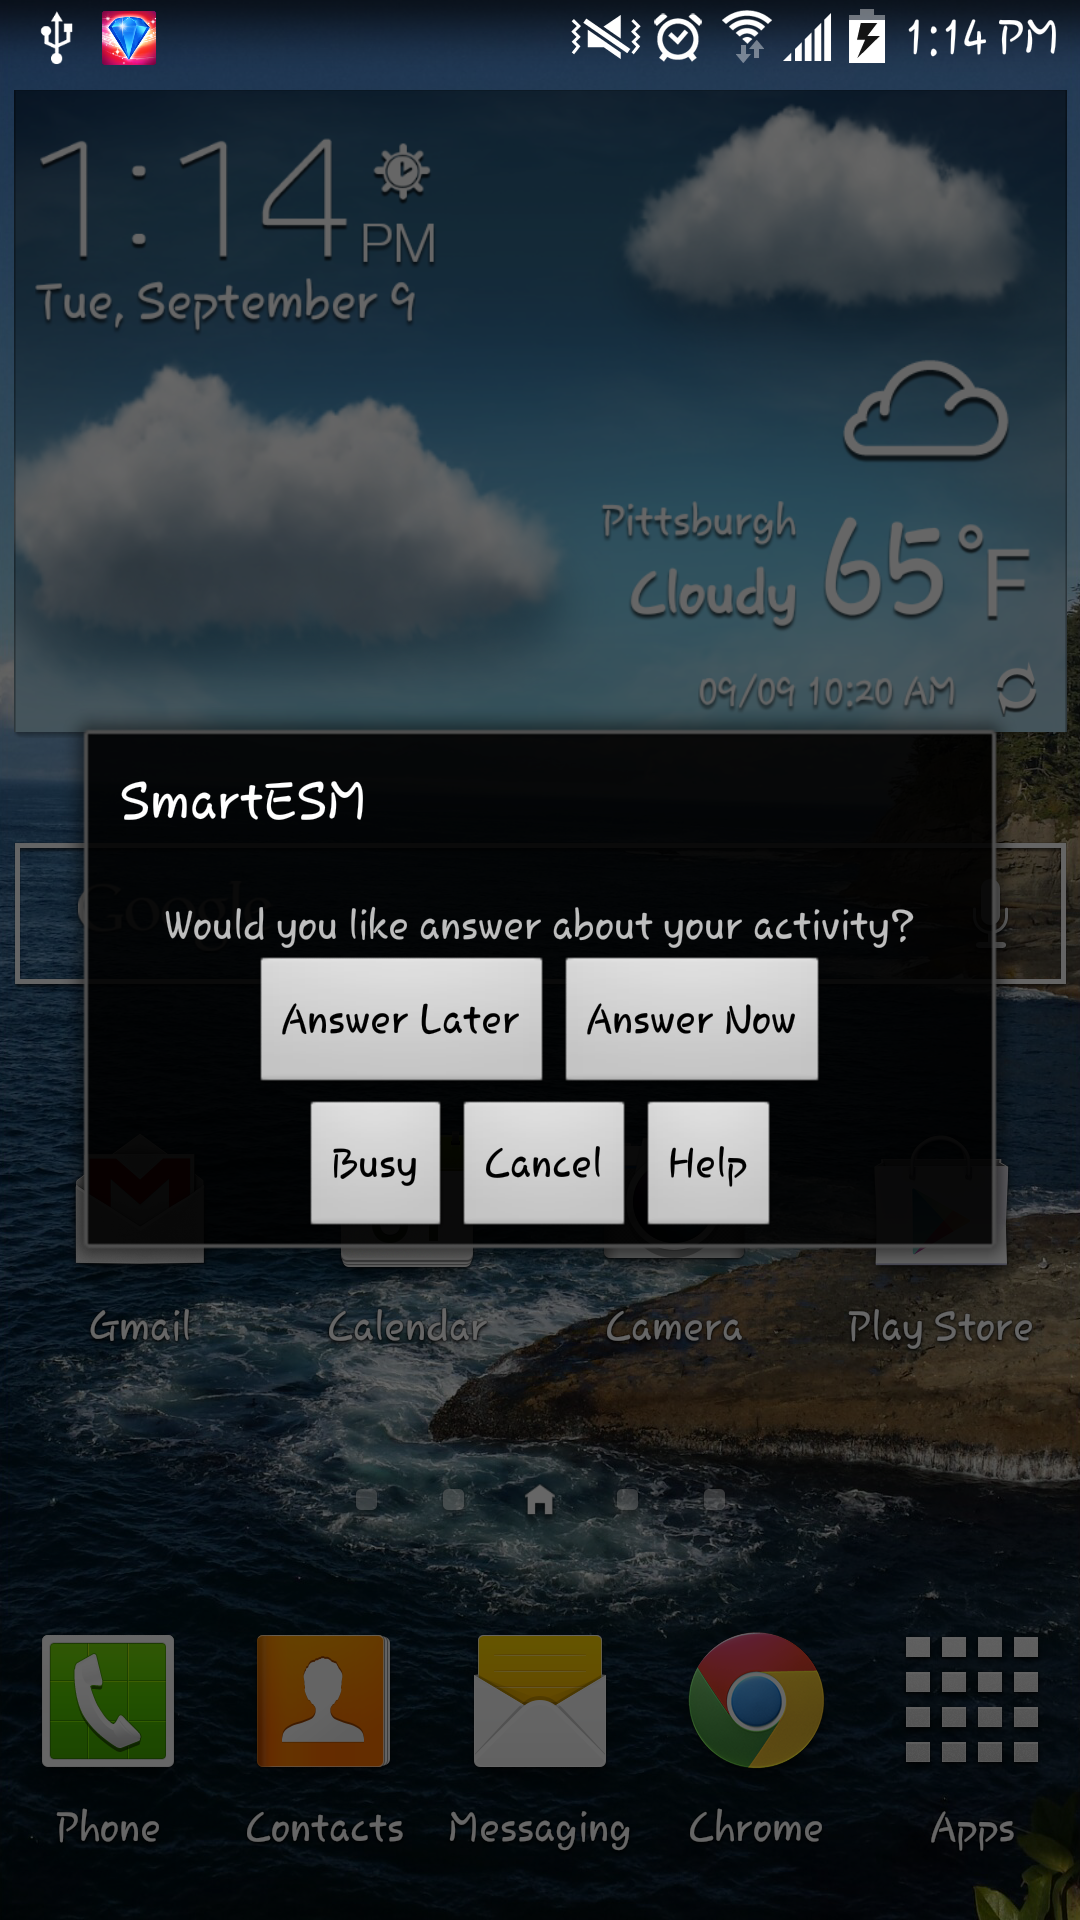 1:14 PM
1:14 PM
Tue, September 9
Pittsburgh
Cloudy 65°F
09/09 10:20 AM
SmartESM
Google
Would you like answer about your activity?
Answer Later Answer Now
Busy Cancel Help
Gmail Calendar Camera Play Store
Phone Contacts Messaging Chrome Apps